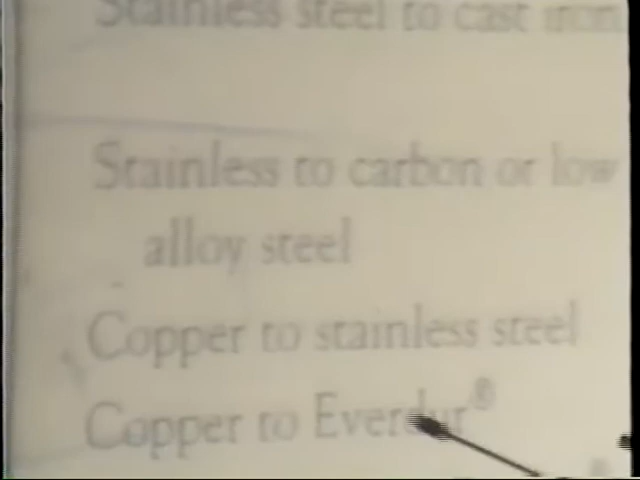 Stainless steel to cast iron
Stainless to carbon or low
alloy steel
Copper to stainless steel
Copper to Everdur®